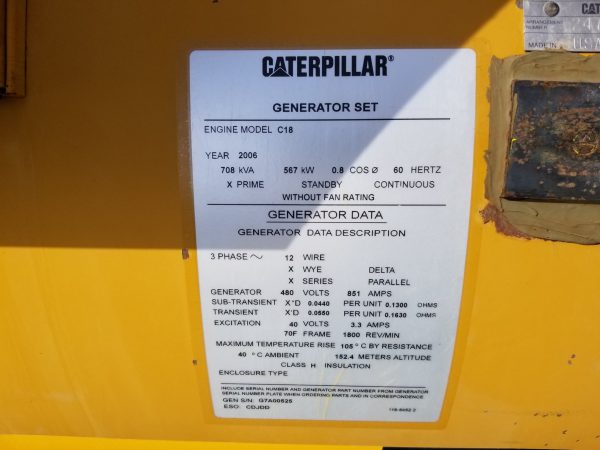 CATERPILLAR®
GENERATOR SET
ENGINE MODEL C18
YEAR 2006
708 kVA 567 kW 0.8 COS Ø 60 HERTZ
X PRIME STANDBY CONTINUOUS
WITHOUT FAN RATING
GENERATOR DATA
GENERATOR DATA DESCRIPTION
3 PHASE ~ 12 WIRE
X WYE DELTA
X SERIES PARALLEL
GENERATOR 480 VOLTS 851 AMPS
SUB-TRANSIENT X"D 0.0440 PER UNIT 0.1300 OHMS
TRANSIENT X'D 0.0550 PER UNIT 0.1630 OHMS
EXCITATION 40 VOLTS 3.3 AMPS
70F FRAME 1800 REV/MIN
MAXIMUM TEMPERATURE RISE 105 ° C BY RESISTANCE
40 ° C AMBIENT 152.4 METERS ALTITUDE
CLASS H INSULATION
ENCLOSURE TYPE
INCLUDE SERIAL NUMBER AND GENERATOR PART NUMBER FROM GENERATOR
SERIAL NUMBER PLATE WHEN ORDERING PARTS AND IN CORRESPONDENCE
GEN S/N: G7A00525
ESO: CDJDD
CAT
ARRANGEMENT
NUMBER 247
MADE IN USA